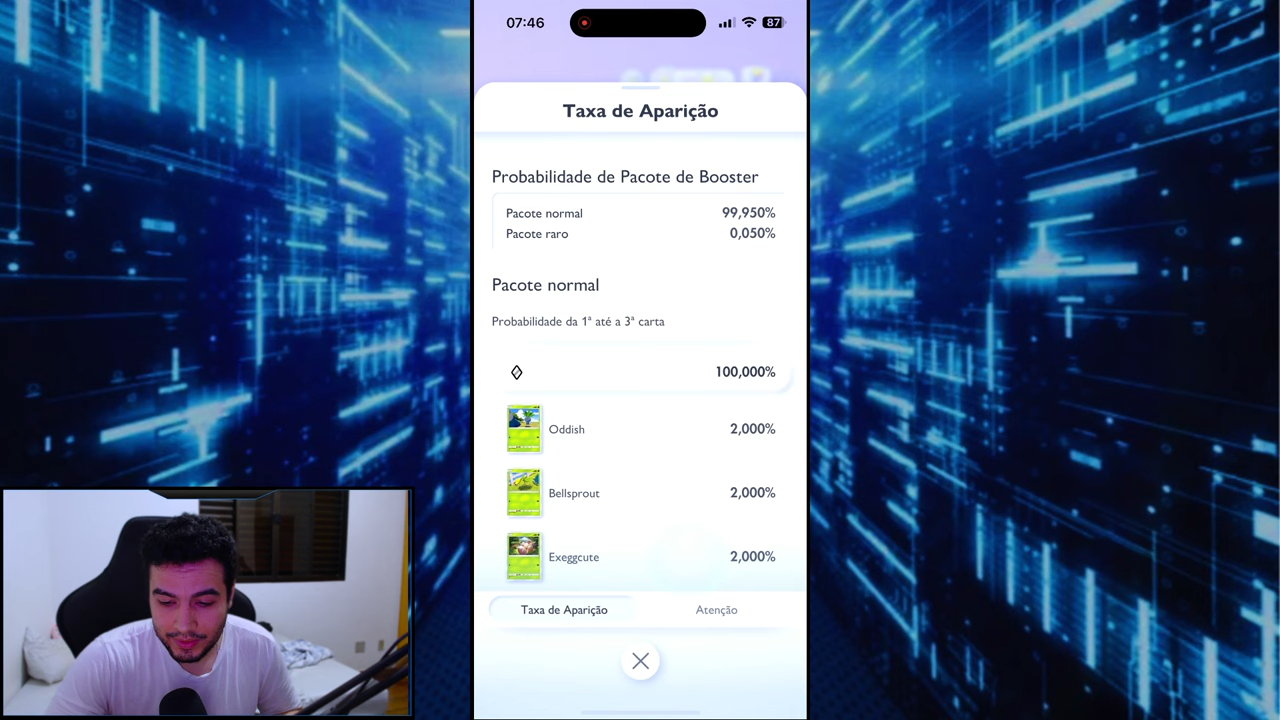 07:46
87
Taxa de Aparição
Probabilidade de Pacote de Booster
Pacote normal 99,950%
Pacote raro 0,050%
Pacote normal
Probabilidade da 1ª até a 3ª carta
100,000%
Oddish 2,000%
Bellsprout 2,000%
Exeggcute 2,000%
Taxa de Aparição Atenção